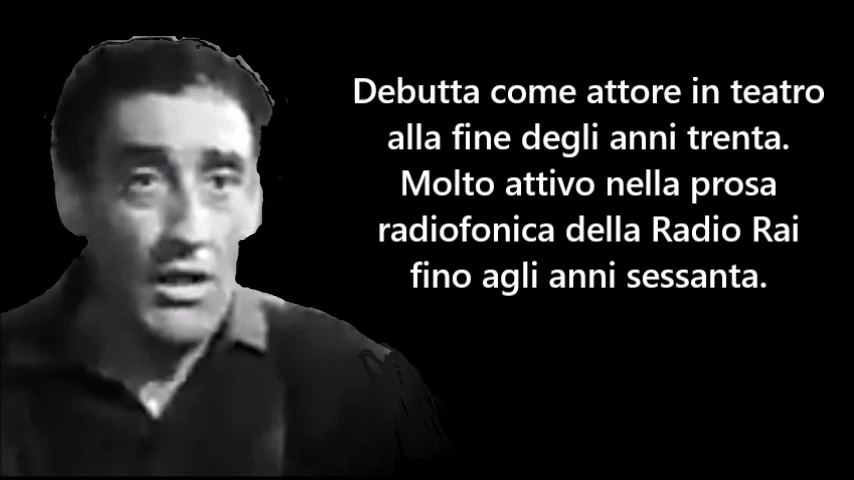 Debutta come attore in teatro
alla fine degli anni trenta.
Molto attivo nella prosa
radiofonica della Radio Rai
fino agli anni sessanta.